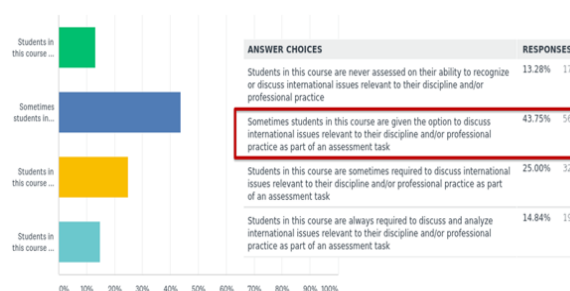 Students in
this course ...
Sometimes
students in...
Students in
this course ...
Students in
this course ...
0% 10% 20% 30% 40% 50% 60% 70% 80% 90% 100%
ANSWER CHOICES RESPONSES
Students in this course are never assessed on their ability to recognize 13.28% 17
or discuss international issues relevant to their discipline and/or
professional practice
Sometimes students in this course are given the option to discuss 43.75% 56
international issues relevant to their discipline and/or professional
practice as part of an assessment task
Students in this course are sometimes required to discuss international 25.00% 32
issues relevant to their discipline and/or professional practice as part
of an assessment task
Students in this course are always required to discuss and analyze 14.84% 19
international issues relevant to their discipline and/or professional
practice as part of an assessment task